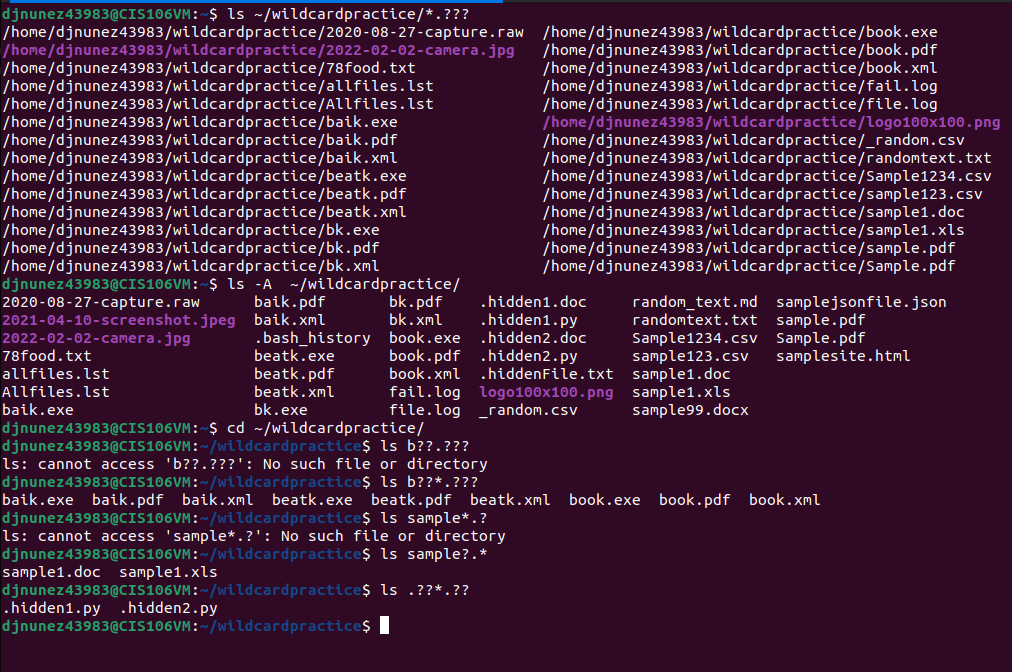 djnunez43983@CIS106VM:~$ ls ~/wildcardpractice/*.???
/home/djnunez43983/wildcardpractice/2020-08-27-capture.raw  /home/djnunez43983/wildcardpractice/book.exe
/home/djnunez43983/wildcardpractice/2022-02-02-camera.jpg   /home/djnunez43983/wildcardpractice/book.pdf
/home/djnunez43983/wildcardpractice/78food.txt              /home/djnunez43983/wildcardpractice/book.xml
/home/djnunez43983/wildcardpractice/allfiles.lst            /home/djnunez43983/wildcardpractice/fail.log
/home/djnunez43983/wildcardpractice/Allfiles.lst            /home/djnunez43983/wildcardpractice/file.log
/home/djnunez43983/wildcardpractice/baik.exe                /home/djnunez43983/wildcardpractice/logo100x100.png
/home/djnunez43983/wildcardpractice/baik.pdf                /home/djnunez43983/wildcardpractice/_random.csv
/home/djnunez43983/wildcardpractice/baik.xml                /home/djnunez43983/wildcardpractice/randomtext.txt
/home/djnunez43983/wildcardpractice/beatk.exe               /home/djnunez43983/wildcardpractice/Sample1234.csv
/home/djnunez43983/wildcardpractice/beatk.pdf               /home/djnunez43983/wildcardpractice/sample123.csv
/home/djnunez43983/wildcardpractice/beatk.xml               /home/djnunez43983/wildcardpractice/sample1.doc
/home/djnunez43983/wildcardpractice/bk.exe                  /home/djnunez43983/wildcardpractice/sample1.xls
/home/djnunez43983/wildcardpractice/bk.pdf                  /home/djnunez43983/wildcardpractice/sample.pdf
/home/djnunez43983/wildcardpractice/bk.xml                  /home/djnunez43983/wildcardpractice/Sample.pdf
djnunez43983@CIS106VM:~$ ls -A  ~/wildcardpractice/
2020-08-27-capture.raw      baik.pdf       bk.pdf    .hidden1.doc      random_text.md  samplejsonfile.json
2021-04-10-screenshot.jpeg  baik.xml       bk.xml    .hidden1.py       randomtext.txt  sample.pdf
2022-02-02-camera.jpg       .bash_history  book.exe  .hidden2.doc      Sample1234.csv  Sample.pdf
78food.txt                  beatk.exe      book.pdf  .hidden2.py       sample123.csv   samplesite.html
allfiles.lst                beatk.pdf      book.xml  .hiddenFile.txt   sample1.doc
Allfiles.lst                beatk.xml      fail.log  logo100x100.png   sample1.xls
baik.exe                    bk.exe         file.log  _random.csv       sample99.docx
djnunez43983@CIS106VM:~$ cd ~/wildcardpractice/
djnunez43983@CIS106VM:~/wildcardpractice$ ls b??.???
ls: cannot access 'b??.???': No such file or directory
djnunez43983@CIS106VM:~/wildcardpractice$ ls b??*.???
baik.exe  baik.pdf  baik.xml  beatk.exe  beatk.pdf  beatk.xml  book.exe  book.pdf  book.xml
djnunez43983@CIS106VM:~/wildcardpractice$ ls sample*.?
ls: cannot access 'sample*.?': No such file or directory
djnunez43983@CIS106VM:~/wildcardpractice$ ls sample?.*
sample1.doc  sample1.xls
djnunez43983@CIS106VM:~/wildcardpractice$ ls .??*.??
.hidden1.py  .hidden2.py
djnunez43983@CIS106VM:~/wildcardpractice$